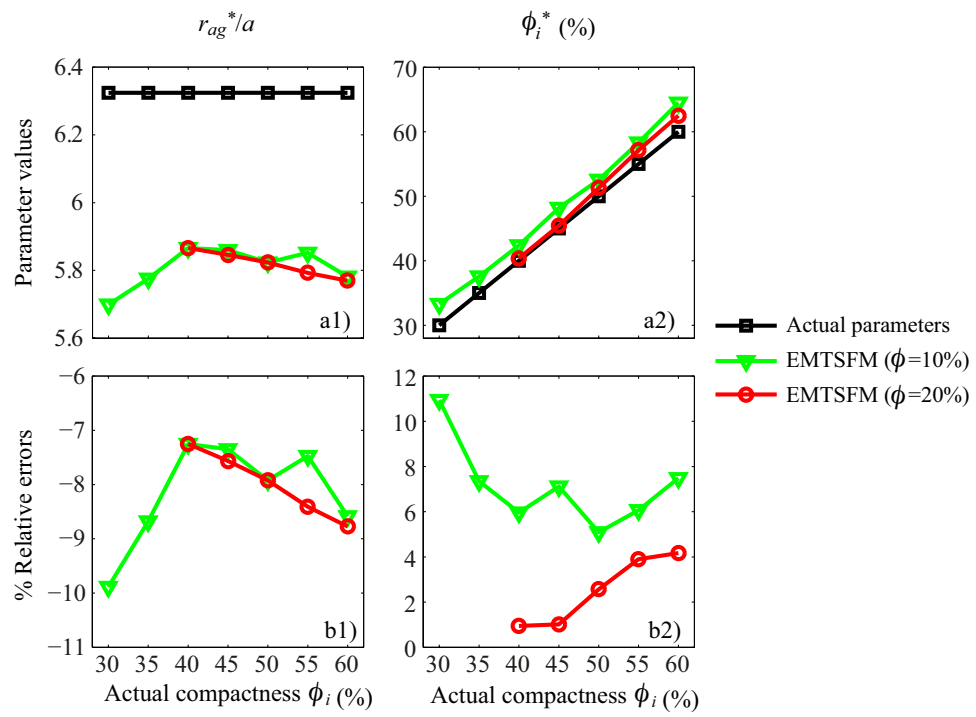 r_ag*/a
ϕ_i* (%)
Parameter values
6.4
6.2
6
5.8
5.6
a1)
70
60
50
40
30
a2)
Actual parameters
EMTSFM (ϕ=10%)
EMTSFM (ϕ=20%)
% Relative errors
−6
−7
−8
−9
−10
−11
b1)
30 35 40 45 50 55 60
Actual compactness ϕ_i (%)
12
10
8
6
4
2
0
b2)
30 35 40 45 50 55 60
Actual compactness ϕ_i (%)